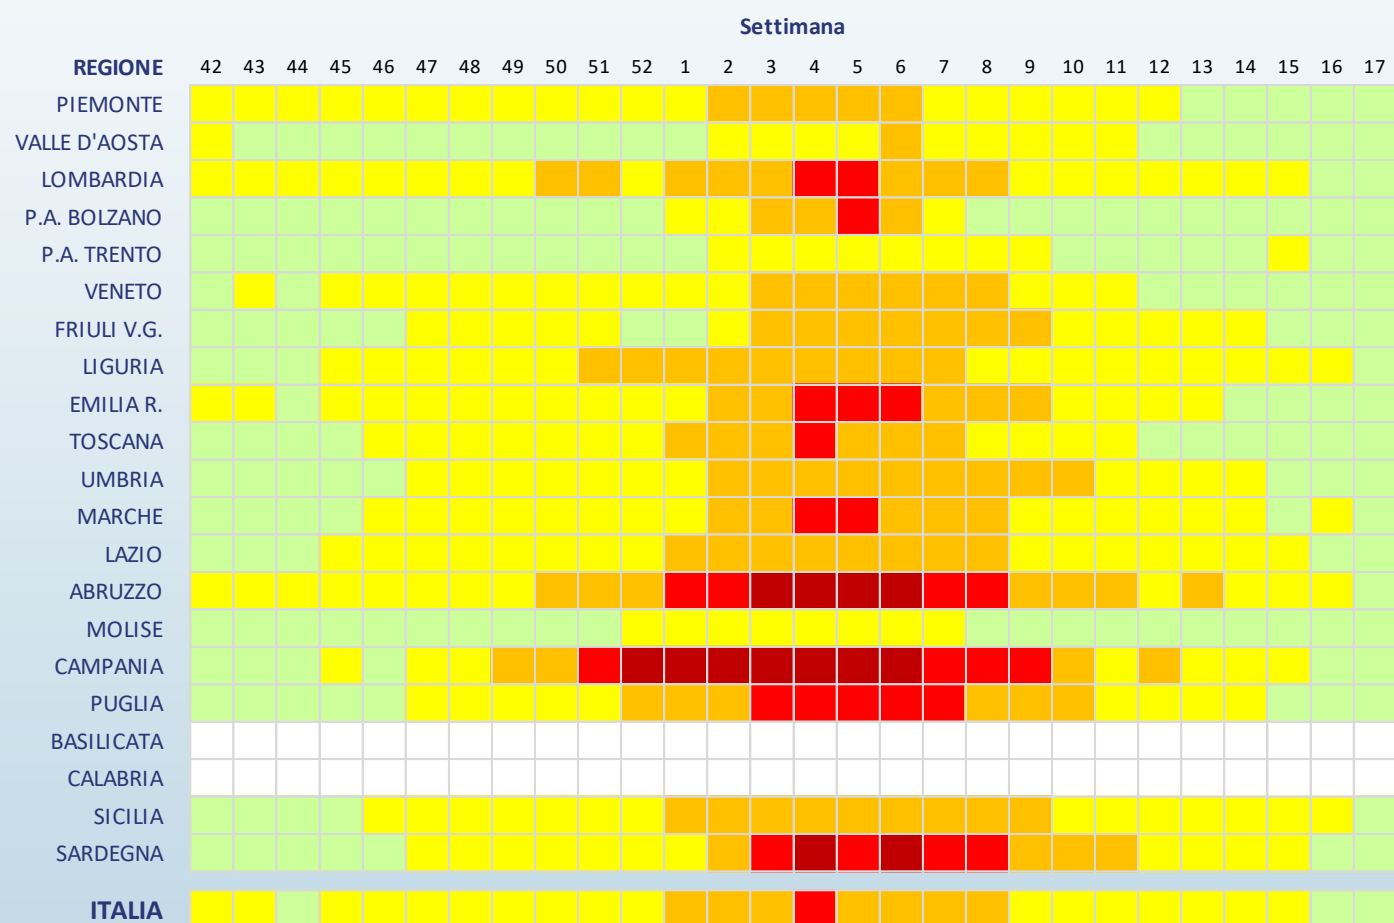 Settimana
REGIONE 42 43 44 45 46 47 48 49 50 51 52 1 2 3 4 5 6 7 8 9 10 11 12 13 14 15 16 17
PIEMONTE
VALLE D'AOSTA
LOMBARDIA
P.A. BOLZANO
P.A. TRENTO
VENETO
FRIULI V.G.
LIGURIA
EMILIA R.
TOSCANA
UMBRIA
MARCHE
LAZIO
ABRUZZO
MOLISE
CAMPANIA
PUGLIA
BASILICATA
CALABRIA
SICILIA
SARDEGNA
ITALIA